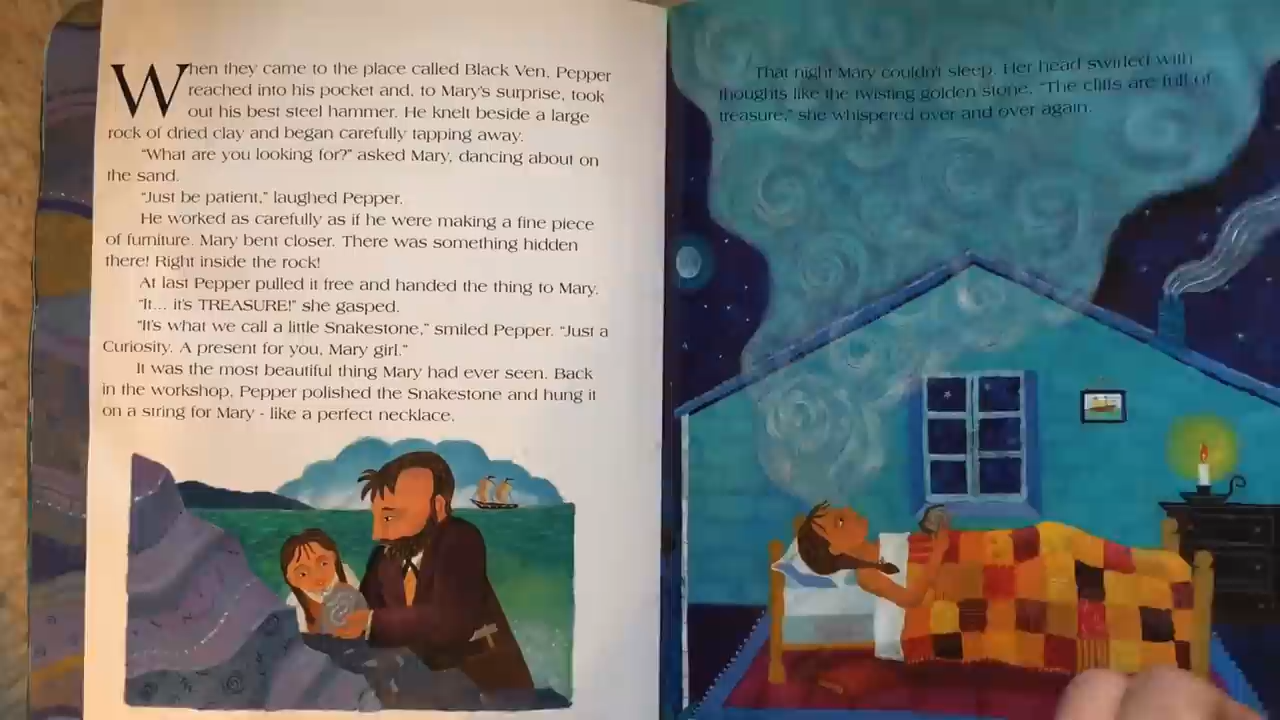 When they came to the place called Black Ven, Pepper
reached into his pocket and, to Mary's surprise, took
out his best steel hammer. He knelt beside a large
rock of dried clay and began carefully tapping away.
"What are you looking for?" asked Mary, dancing about on
the sand.
"Just be patient," laughed Pepper.
He worked as carefully as if he were making a fine piece
of furniture. Mary bent closer. There was something hidden
there! Right inside the rock!
At last Pepper pulled it free and handed the thing to Mary.
"It... it's TREASURE!" she gasped.
"It's what we call a little Snakestone," smiled Pepper. "Just a
Curiosity. A present for you, Mary girl."
It was the most beautiful thing Mary had ever seen. Back
in the workshop, Pepper polished the Snakestone and hung it
on a string for Mary - like a perfect necklace.
That night Mary couldn't sleep. Her head swirled with
thoughts like the twisting golden stone. "The cliffs are full of
treasure," she whispered over and over again.